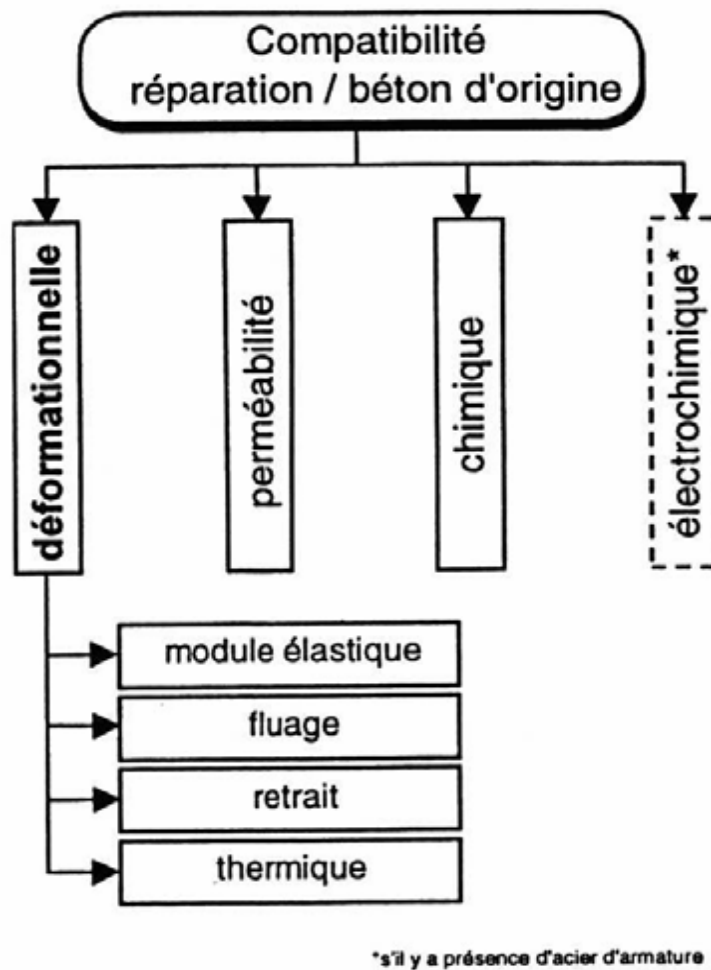 Compatibilité
réparation / béton d'origine
déformationnelle
perméabilité
chimique
électrochimique*
module élastique
fluage
retrait
thermique
*s'il y a présence d'acier d'armature